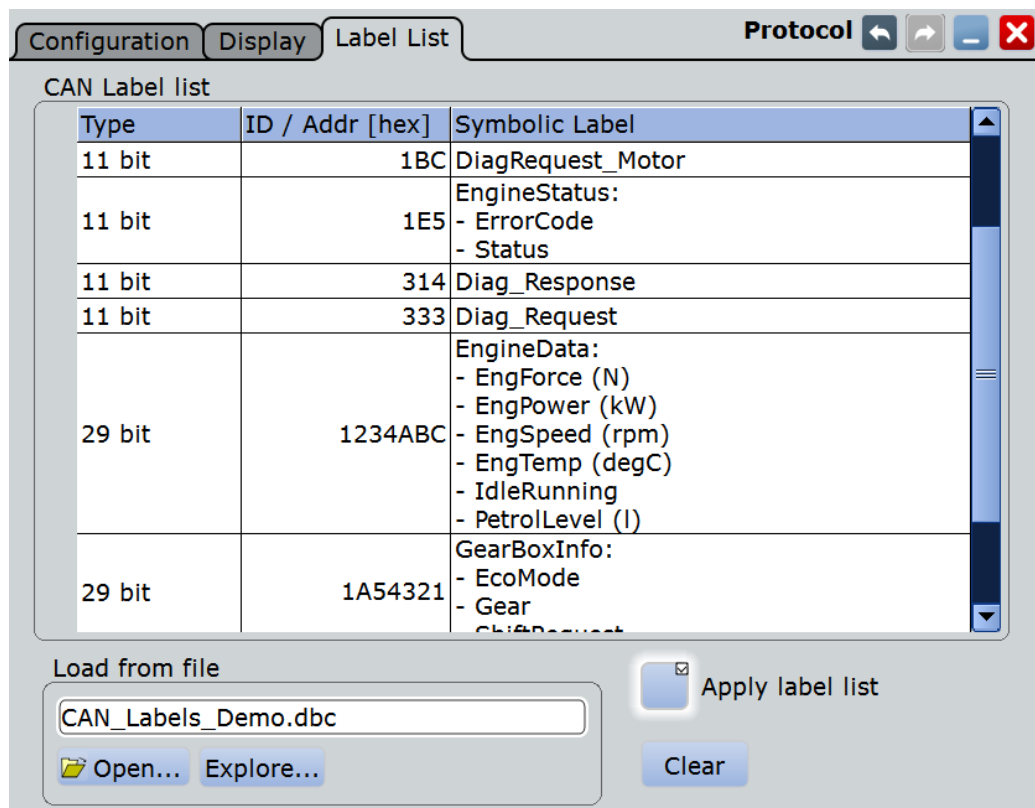 Configuration Display Label List Protocol
CAN Label list
Type ID / Addr [hex] Symbolic Label
11 bit 1BC DiagRequest_Motor
EngineStatus:
11 bit 1E5 - ErrorCode
- Status
11 bit 314 Diag_Response
11 bit 333 Diag_Request
EngineData:
- EngForce (N)
- EngPower (kW)
29 bit 1234ABC - EngSpeed (rpm)
- EngTemp (degC)
- IdleRunning
- PetrolLevel (l)
GearBoxInfo:
- EcoMode
29 bit 1A54321
- Gear
- ShiftRequest
Load from file
Apply label list
CAN_Labels_Demo.dbc
Open... Explore... Clear